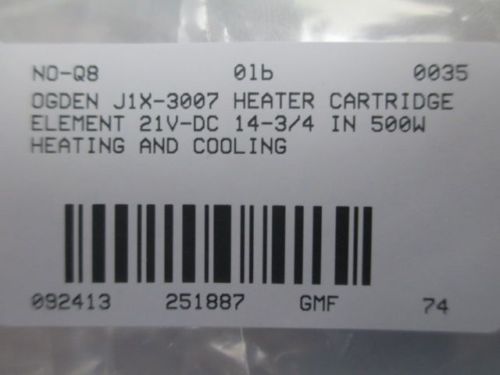 NO-Q8 01b 0035
OGDEN J1X-3007 HEATER CARTRIDGE
ELEMENT 21V-DC 14-3/4 IN 500W
HEATING AND COOLING
092413 251887 GMF 74